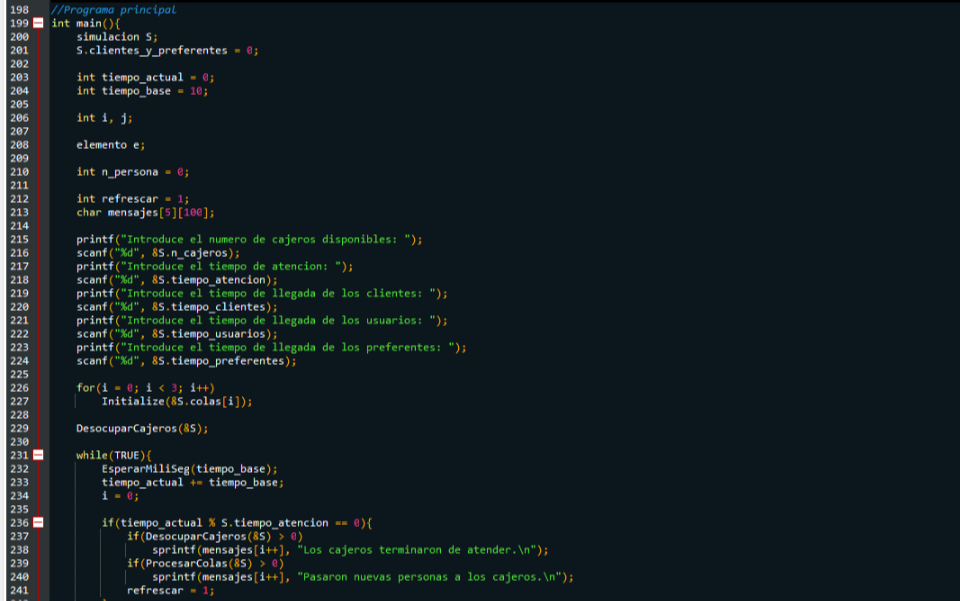 198 //Programa principal
199 int main(){
200 simulacion S;
201 S.clientes_y_preferentes = 0;
202
203 int tiempo_actual = 0;
204 int tiempo_base = 10;
205
206 int i, j;
207
208 elemento e;
209
210 int n_persona = 0;
211
212 int refrescar = 1;
213 char mensajes[5][100];
214
215 printf("Introduce el numero de cajeros disponibles: ");
216 scanf("%d", &S.n_cajeros);
217 printf("Introduce el tiempo de atencion: ");
218 scanf("%d", &S.tiempo_atencion);
219 printf("Introduce el tiempo de llegada de los clientes: ");
220 scanf("%d", &S.tiempo_clientes);
221 printf("Introduce el tiempo de llegada de los usuarios: ");
222 scanf("%d", &S.tiempo_usuarios);
223 printf("Introduce el tiempo de llegada de los preferentes: ");
224 scanf("%d", &S.tiempo_preferentes);
225
226 for(i = 0; i < 3; i++)
227 Initialize(&S.colas[i]);
228
229 DesocuparCajeros(&S);
230
231 while(TRUE){
232 EsperarMiliSeg(tiempo_base);
233 tiempo_actual += tiempo_base;
234 i = 0;
235
236 if(tiempo_actual % S.tiempo_atencion == 0){
237 if(DesocuparCajeros(&S) > 0)
238 sprintf(mensajes[i++], "Los cajeros terminaron de atender.\n");
239 if(ProcesarColas(&S) > 0)
240 sprintf(mensajes[i++], "Pasaron nuevas personas a los cajeros.\n");
241 refrescar = 1;